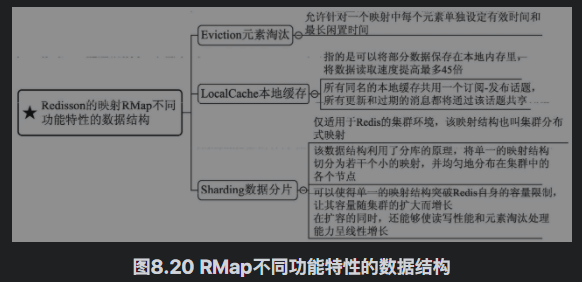 允许针对一个映射中每个元素单独设定有效时间和
最长闲置时间
Eviction元素淘汰
指的是可以将部分数据保存在本地内存里,
将数据读取速度提高最多45倍
LocalCache本地缓存
所有同名的本地缓存共用一个订阅-发布话题,
所有更新和过期的消息都将通过该话题共享
Redisson的映射RMap不同
功能特性的数据结构
仅适用于Redis的集群环境，该映射结构也叫集群分布
式映射
该数据结构利用了分库的原理，将单一的映射结构
切分为若干个小的映射，并均匀地分布在集群中的
各个节点
Sharding数据分片
可以使得单一的映射结构突破Redis自身的容量限制,
让其容量随集群的扩大而增长
在扩容的同时，还能够使读写性能和元素淘汰处理
能力呈线性增长
图8.20 RMap不同功能特性的数据结构